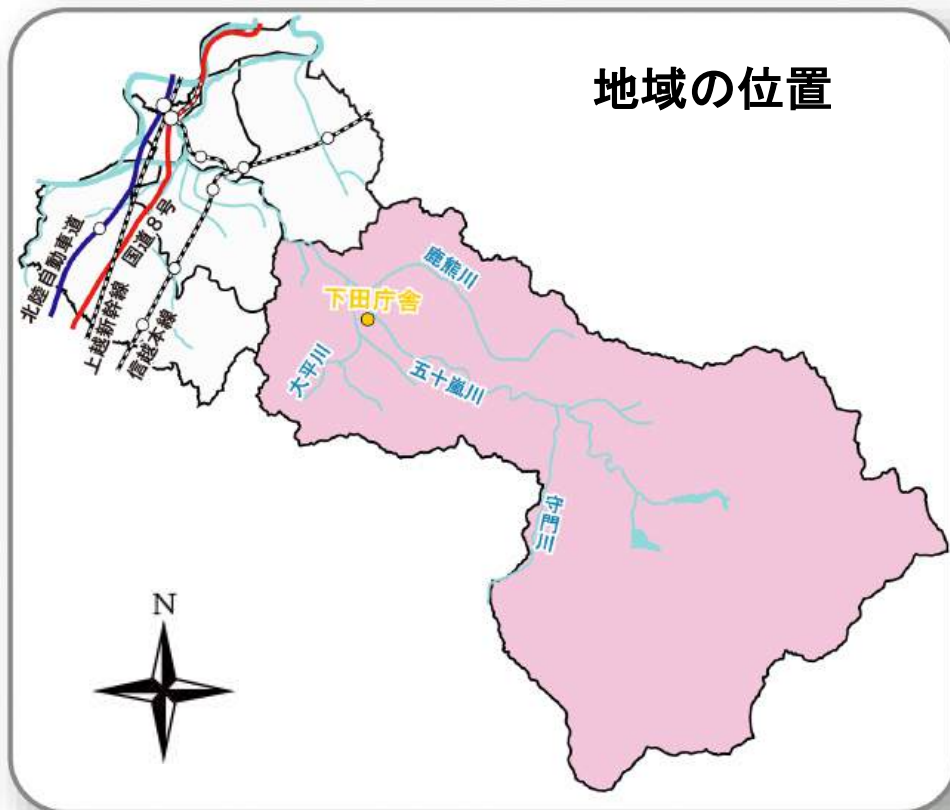 地域の位置
北陸自動車道
上越新幹線
国道8号
信越本線
鹿熊川
下田庁舎
大平川
五十嵐川
守門川
N